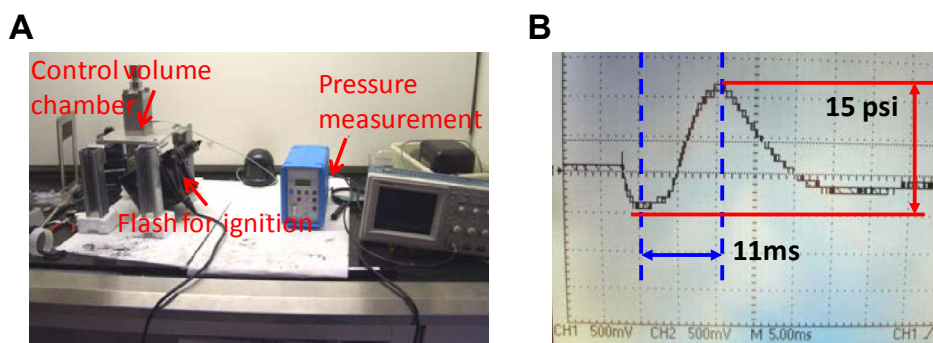 A
B
Control volume
chamber
Pressure
measurement
Flash for ignition
15 psi
11ms
CH1 500mV CH2 500mV M 5.00ms CH1